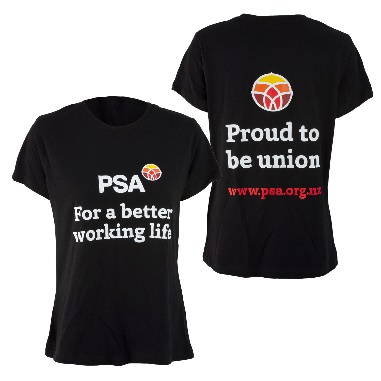 PSA
For a better
working life
Proud to
be union
www.psa.org.nz